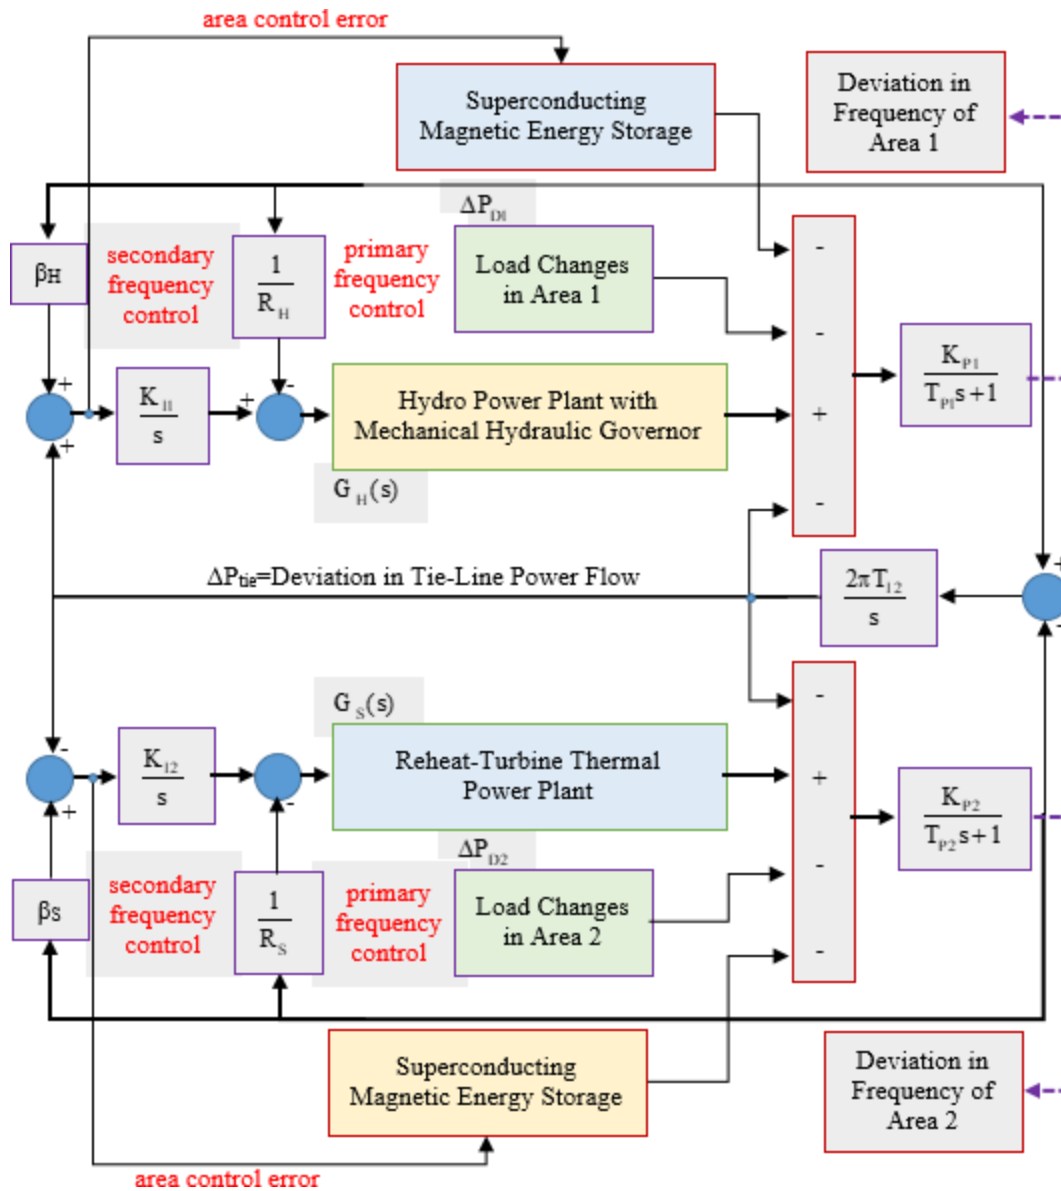 area control error
Superconducting
Magnetic Energy Storage
Deviation in
Frequency of
Area 1
ΔP_D1
βH
secondary
frequency
control
1
R_H
primary
frequency
control
Load Changes
in Area 1
-
-
+
-
K_P1
T_P1 s+1
+
+
K_I1
s
+
-
Hydro Power Plant with
Mechanical Hydraulic Governor
G_H(s)
ΔPtie=Deviation in Tie-Line Power Flow
2πT_12
s
+
-
G_S(s)
-
+
K_I2
s
-
Reheat-Turbine Thermal
Power Plant
-
+
-
-
K_P2
T_P2 s+1
ΔP_D2
βS
secondary
frequency
control
1
R_S
primary
frequency
control
Load Changes
in Area 2
Superconducting
Magnetic Energy Storage
Deviation in
Frequency of
Area 2
area control error